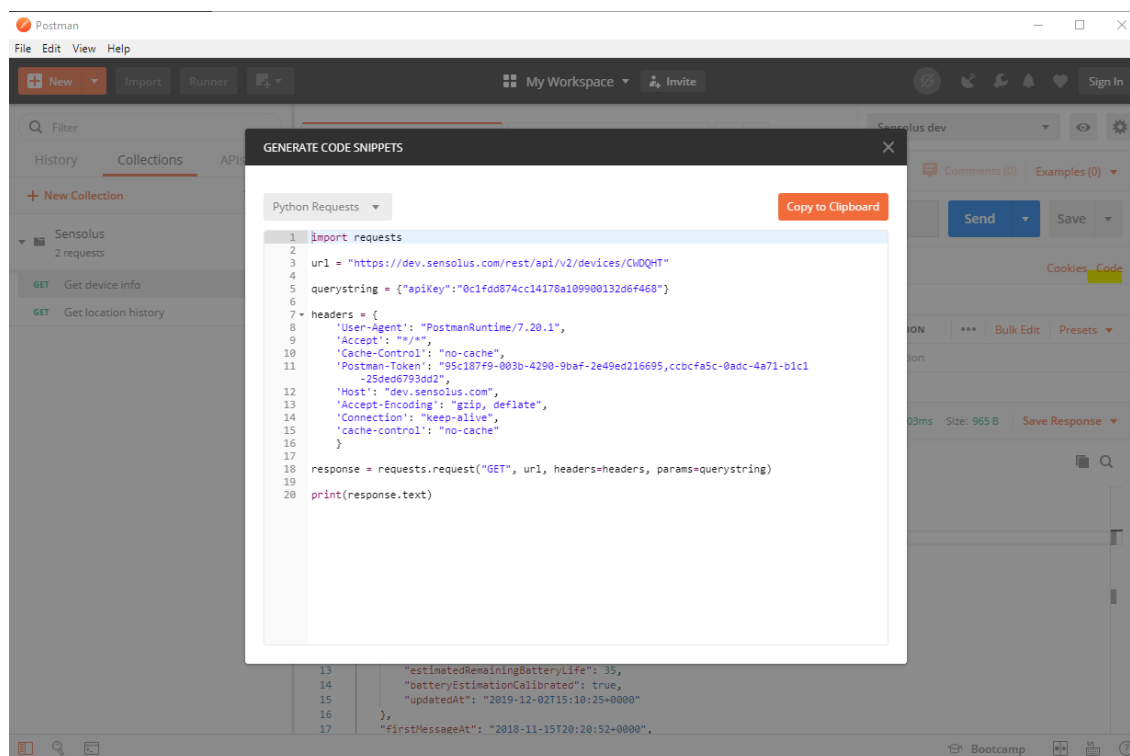 Postman
File Edit View Help
New Import Runner My Workspace Invite Sign In
Filter
History Collections APIs
+ New Collection
Sensolus
2 requests
GET Get device info
GET Get location history
Sensolus dev
Comments (0) Examples (0)
Send Save
Cookies Code
ON ••• Bulk Edit Presets
ion
03ms Size: 965 B Save Response
GENERATE CODE SNIPPETS
Python Requests Copy to Clipboard
1 import requests
2
3 url = "https://dev.sensolus.com/rest/api/v2/devices/CWDQHT"
4
5 querystring = {"apiKey":"0c1fdd874cc14178a109900132d6f468"}
6
7 headers = {
8 'User-Agent': "PostmanRuntime/7.20.1",
9 'Accept': "*/*",
10 'Cache-Control': "no-cache",
11 'Postman-Token': "95c187f9-003b-4290-9baf-2e49ed216695,ccbcfa5c-0adc-4a71-b1c1
-25ded6793dd2",
12 'Host': "dev.sensolus.com",
13 'Accept-Encoding': "gzip, deflate",
14 'Connection': "keep-alive",
15 'cache-control': "no-cache"
16 }
17
18 response = requests.request("GET", url, headers=headers, params=querystring)
19
20 print(response.text)
13 "estimatedRemainingBatteryLife": 35,
14 "batteryEstimationCalibrated": true,
15 "updatedAt": "2019-12-02T15:10:25+0000"
16 },
17 "firstMessageAt": "2018-11-15T20:20:52+0000",
Bootcamp